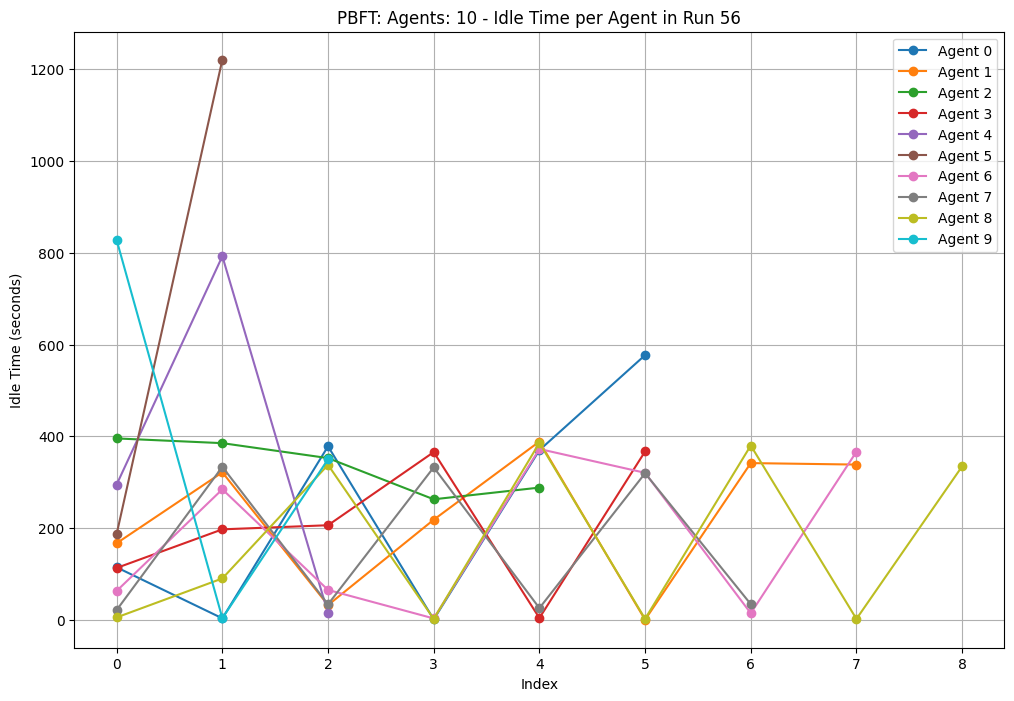 PBFT: Agents: 10 - Idle Time per Agent in Run 56
Agent 0
Agent 1
Agent 2
Agent 3
Agent 4
Agent 5
Agent 6
Agent 7
Agent 8
Agent 9
Idle Time (seconds)
1200
1000
800
600
400
200
0
0 1 2 3 4 5 6 7 8
Index